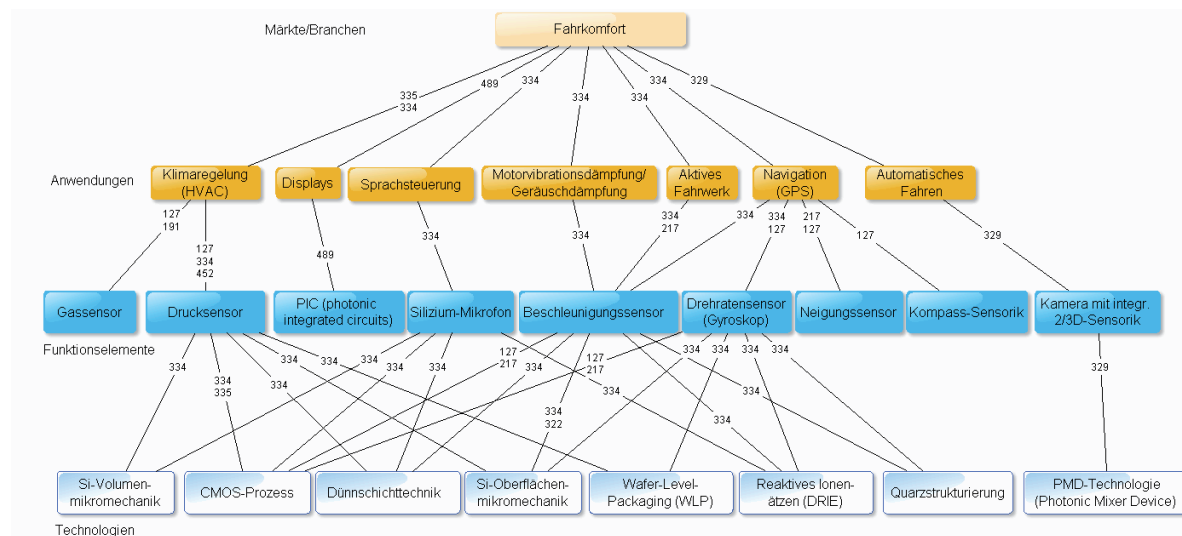 Märkte/Branchen
Fahrkomfort
335
334
489
334
334
334
334
329
Anwendungen
Klimaregelung
(HVAC)
Displays
Sprachsteuerung
Motorvibrationsdämpfung/
Geräuschdämpfung
Aktives
Fahrwerk
Navigation
(GPS)
Automatisches
Fahren
127
191
127
334
452
489
334
334
334
217
334
334
127
217
127
127
329
Gassensor
Drucksensor
PIC (photonic
integrated circuits)
Silizium-Mikrofon
Beschleunigungssensor
Drehratensensor
(Gyroskop)
Neigungssensor
Kompass-Sensorik
Kamera mit integr.
2/3D-Sensorik
Funktionselemente
334
334
335
334
334
334
334
334
334
334
127
217
334
334
322
334
334
127
217
334
334
334
334
329
Si-Volumen-
mikromechanik
CMOS-Prozess
Dünnschichttechnik
Si-Oberflächen-
mikromechanik
Wafer-Level-
Packaging (WLP)
Reaktives Ionen-
ätzen (DRIE)
Quarzstrukturierung
PMD-Technologie
(Photonic Mixer Device)
Technologien